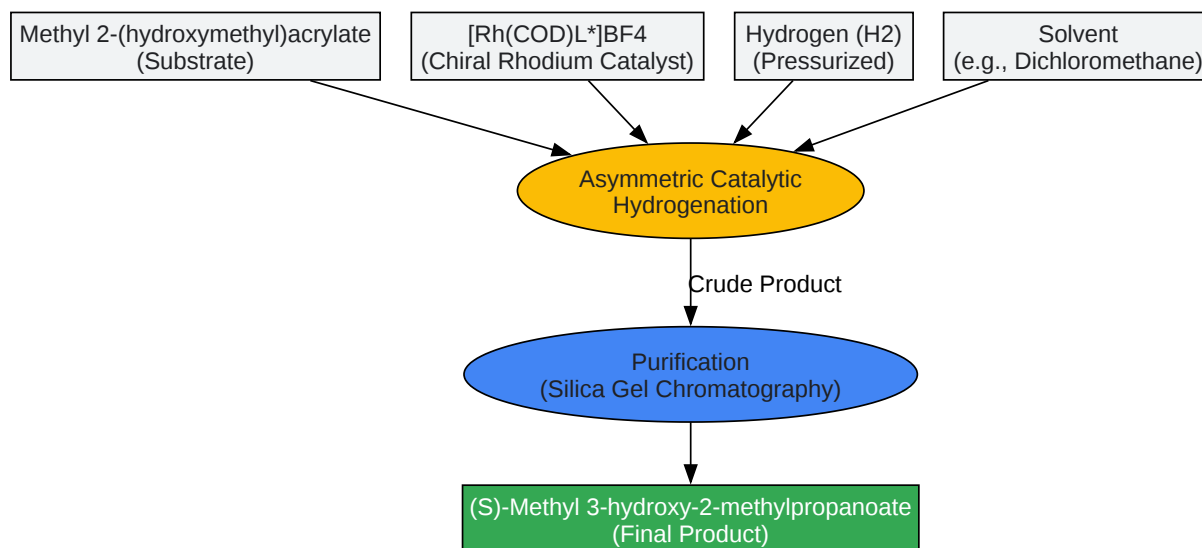 Methyl 2-(hydroxymethyl)acrylate
(Substrate)
[Rh(COD)L*]BF4
(Chiral Rhodium Catalyst)
Hydrogen (H2)
(Pressurized)
Solvent
(e.g., Dichloromethane)
Asymmetric Catalytic
Hydrogenation
Crude Product
Purification
(Silica Gel Chromatography)
(S)-Methyl 3-hydroxy-2-methylpropanoate
(Final Product)